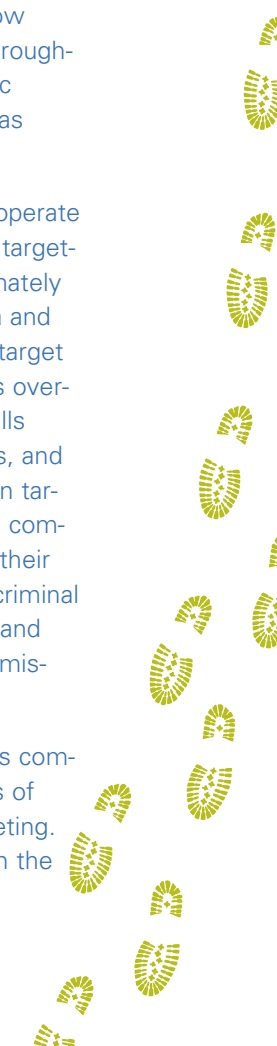 ow
rough-
c
as
operate
target-
nately
and
target
s over-
lls
s, and
n tar-
com-
their
criminal
and
mis-
s com-
s of
eting.
n the